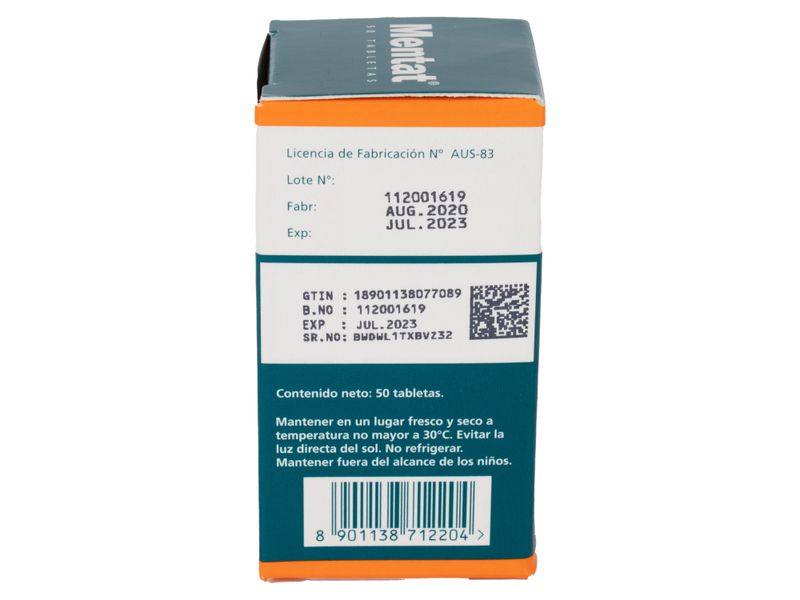 Mentat®
50 TABLETAS
Licencia de Fabricación Nº AUS-83
Lote Nº: 112001619
Fabr: AUG.2020
Exp: JUL.2023
GTIN : 18901138077089
B.NO : 112001619
EXP : JUL.2023
SR.NO: BWDWL1TXBVZ32
Contenido neto: 50 tabletas.
Mantener en un lugar fresco y seco a
temperatura no mayor a 30°C. Evitar la
luz directa del sol. No refrigerar.
Mantener fuera del alcance de los niños.
8 901138 712204 >